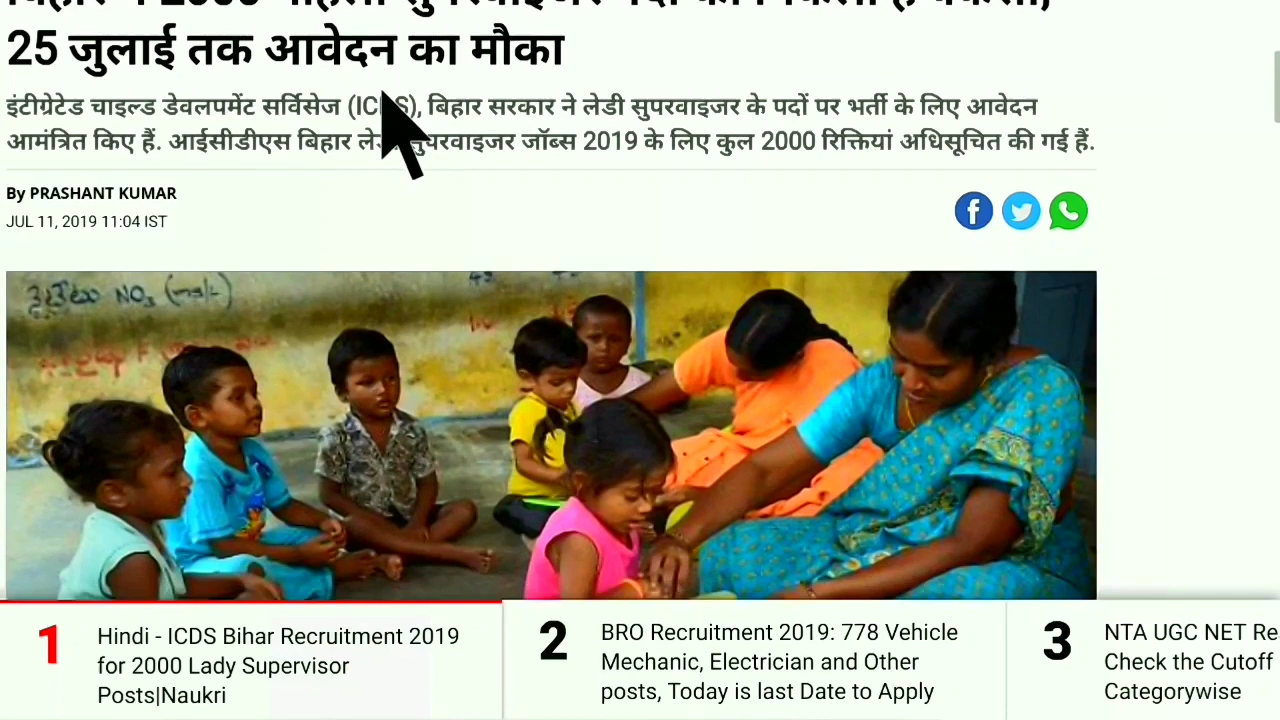 25 जुलाई तक आवेदन का मौका
इंटीग्रेटेड चाइल्ड डेवलपमेंट सर्विसेज (ICDS), बिहार सरकार ने लेडी सुपरवाइजर के पदों पर भर्ती के लिए आवेदन
आमंत्रित किए हैं. आईसीडीएस बिहार लेडी सुपरवाइजर जॉब्स 2019 के लिए कुल 2000 रिक्तियां अधिसूचित की गई हैं.
By PRASHANT KUMAR
JUL 11, 2019 11:04 IST
NO₃
1 Hindi - ICDS Bihar Recruitment 2019
for 2000 Lady Supervisor
Posts|Naukri
2 BRO Recruitment 2019: 778 Vehicle
Mechanic, Electrician and Other
posts, Today is last Date to Apply
3 NTA UGC NET Re
Check the Cutoff
Categorywise